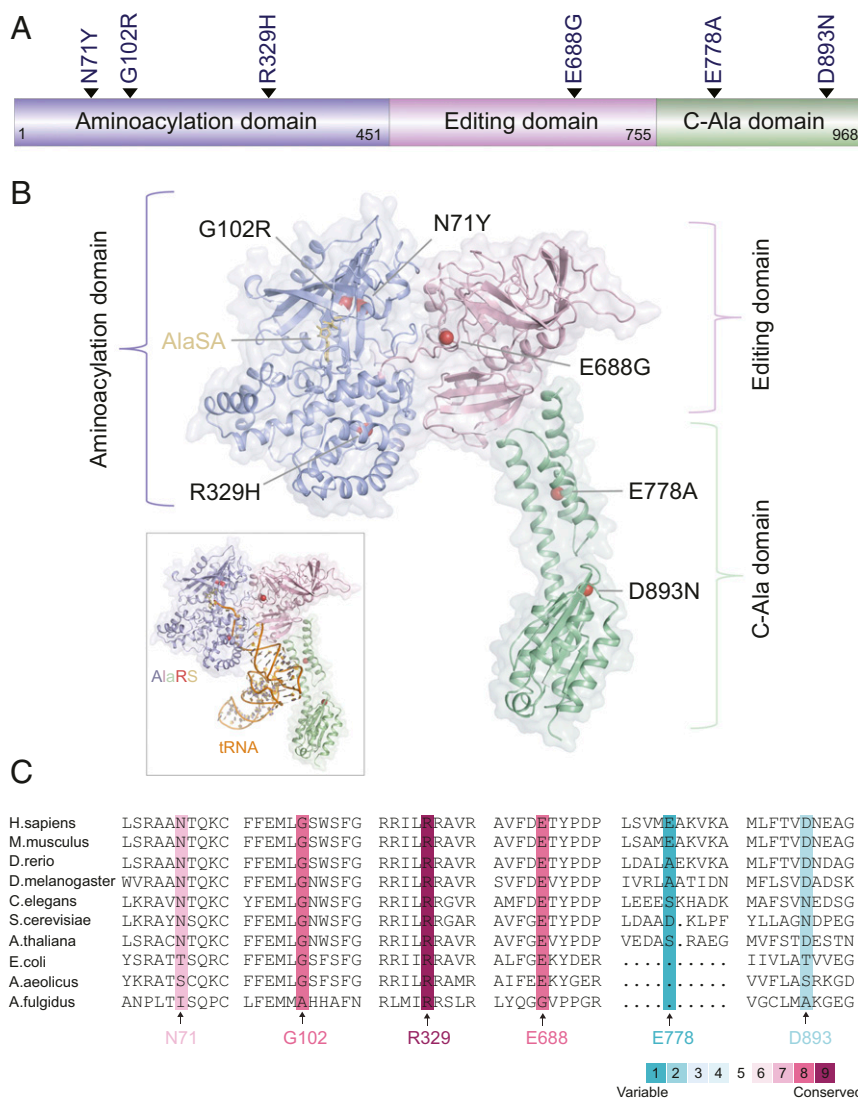 A
N71Y G102R R329H E688G E778A D893N
1 Aminoacylation domain 451 Editing domain 755 C-Ala domain 968
B
Aminoacylation domain
G102R
N71Y
AlaSA
E688G
Editing domain
R329H
E778A
D893N
C-Ala domain
AlaRS
tRNA
C
H.sapiens LSRAANTQKC FFEMLGSWSFG RRILRRAVR AVFDETYPDP LSVMEAKVKA MLFTVDNEAG
M.musculus LSRAANTQKC FFEMLGSWSFG RRILRRAVR AVFDETYPDP LSAMEAKVKA MLFTVDNDAG
D.rerio LSRAANTQKC FFEMLGSWSFG RRILRRAVR AVFDETYPDP LDALAEKVKA MLFTVDNDAG
D.melanogaster WVRAANTQKC FFEMLGNWSFG RRILRRAVR SVFDEVYPDP IVRLAATIDN MFLSVDADSK
C.elegans LKRAVNTQKC YFEMLGNWSFG RRILRRGVR AMFDETYPDP LEEESKHADK MAFSVNEDSG
S.cerevisiae LKRAYNSQKC FFEMLGNWSFG RRILRRGAR AVFGETYPDP LDAAD.KLPF YLLAGNDPEG
A.thaliana LSRACNTQKC FFEMLGNFSFG RRILRRAVR AVFGEVYPDP VEDAS.RAEG MVFSTDESTN
E.coli YSRATTSQRC FFEMLGNFSFG RRIIRRAVR ALFGEKYDER .......... IIVLATVVEG
A.aeolicus YKRATSCQKC FFEMLGNFSFG RRILRRAMR AIFEEKYGER .......... VVFLASRKGD
A.fulgidus ANPLTISQPC LFEMMAHHAFN RLMIRRSLR LYQGGVPPGR .......... VGCLMAKGEG
N71 G102 R329 E688 E778 D893
1 2 3 4 5 6 7 8 9
Variable Conserved